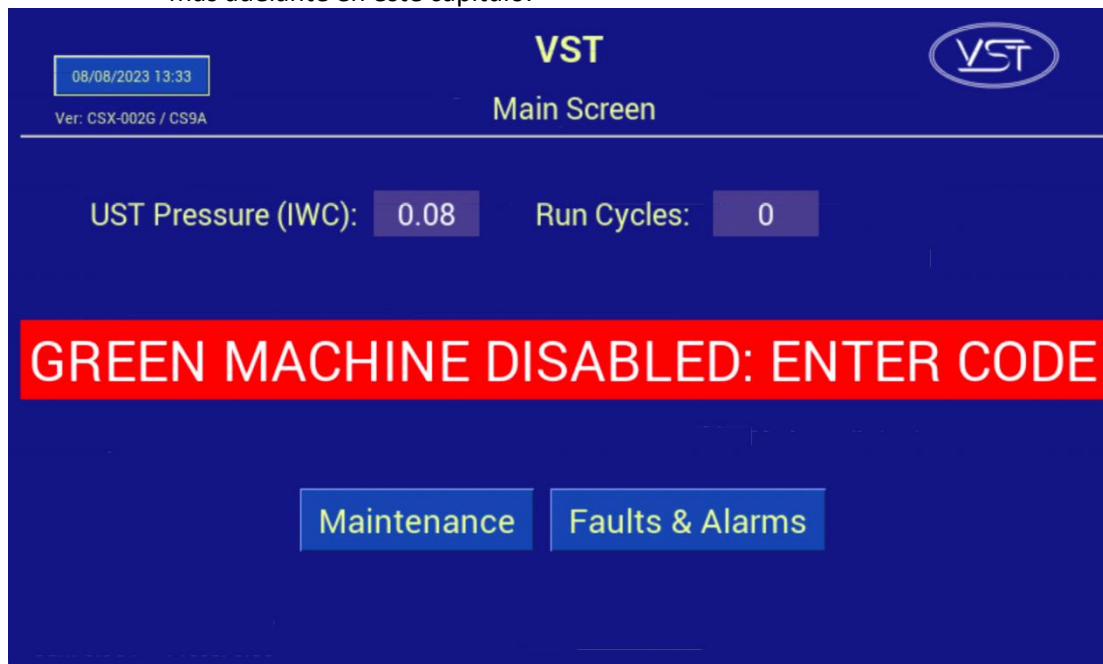 VST
08/08/2023 13:33
VST
Ver: CSX-002G / CS9A
Main Screen
UST Pressure (IWC): 0.08 Run Cycles: 0
GREEN MACHINE DISABLED: ENTER CODE
Maintenance Faults & Alarms